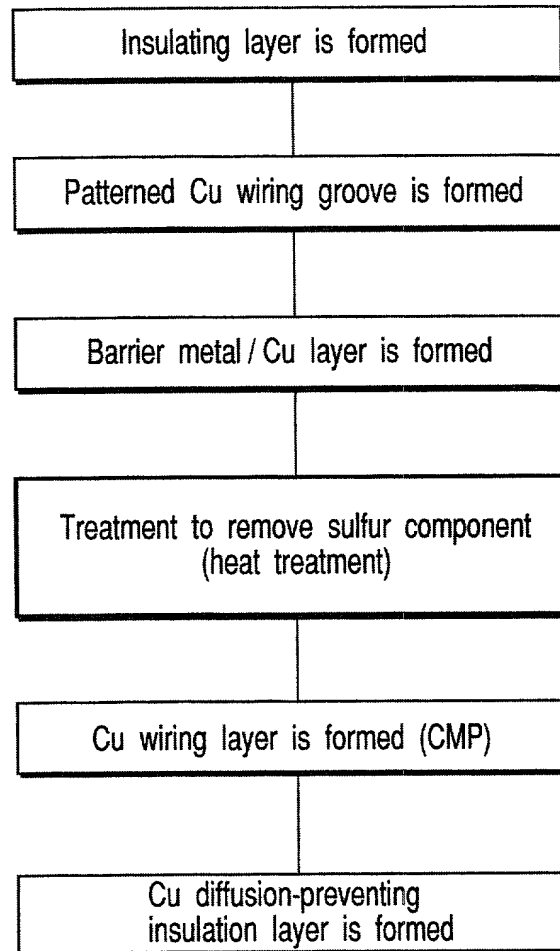 Insulating layer is formed
Patterned Cu wiring groove is formed
Barrier metal / Cu layer is formed
Treatment to remove sulfur component
(heat treatment)
Cu wiring layer is formed (CMP)
Cu diffusion-preventing
insulation layer is formed